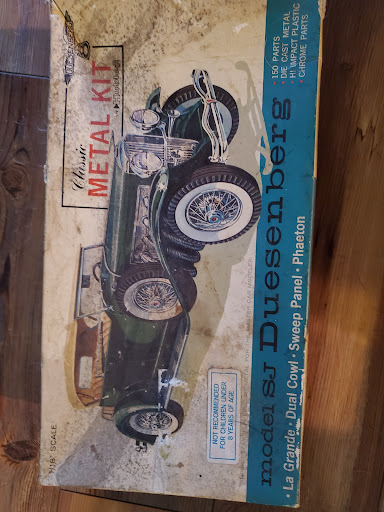 Classic
METAL KIT
• 150 PARTS
• DIE CAST METAL
• HI IMPACT PLASTIC
• CHROME PARTS
1/18" SCALE
NOT RECOMMENDED
FOR CHILDREN UNDER
8 YEARS OF AGE
model SJ Duesenberg
• La Grande • Dual Cowl • Sweep Panel • Phaeton